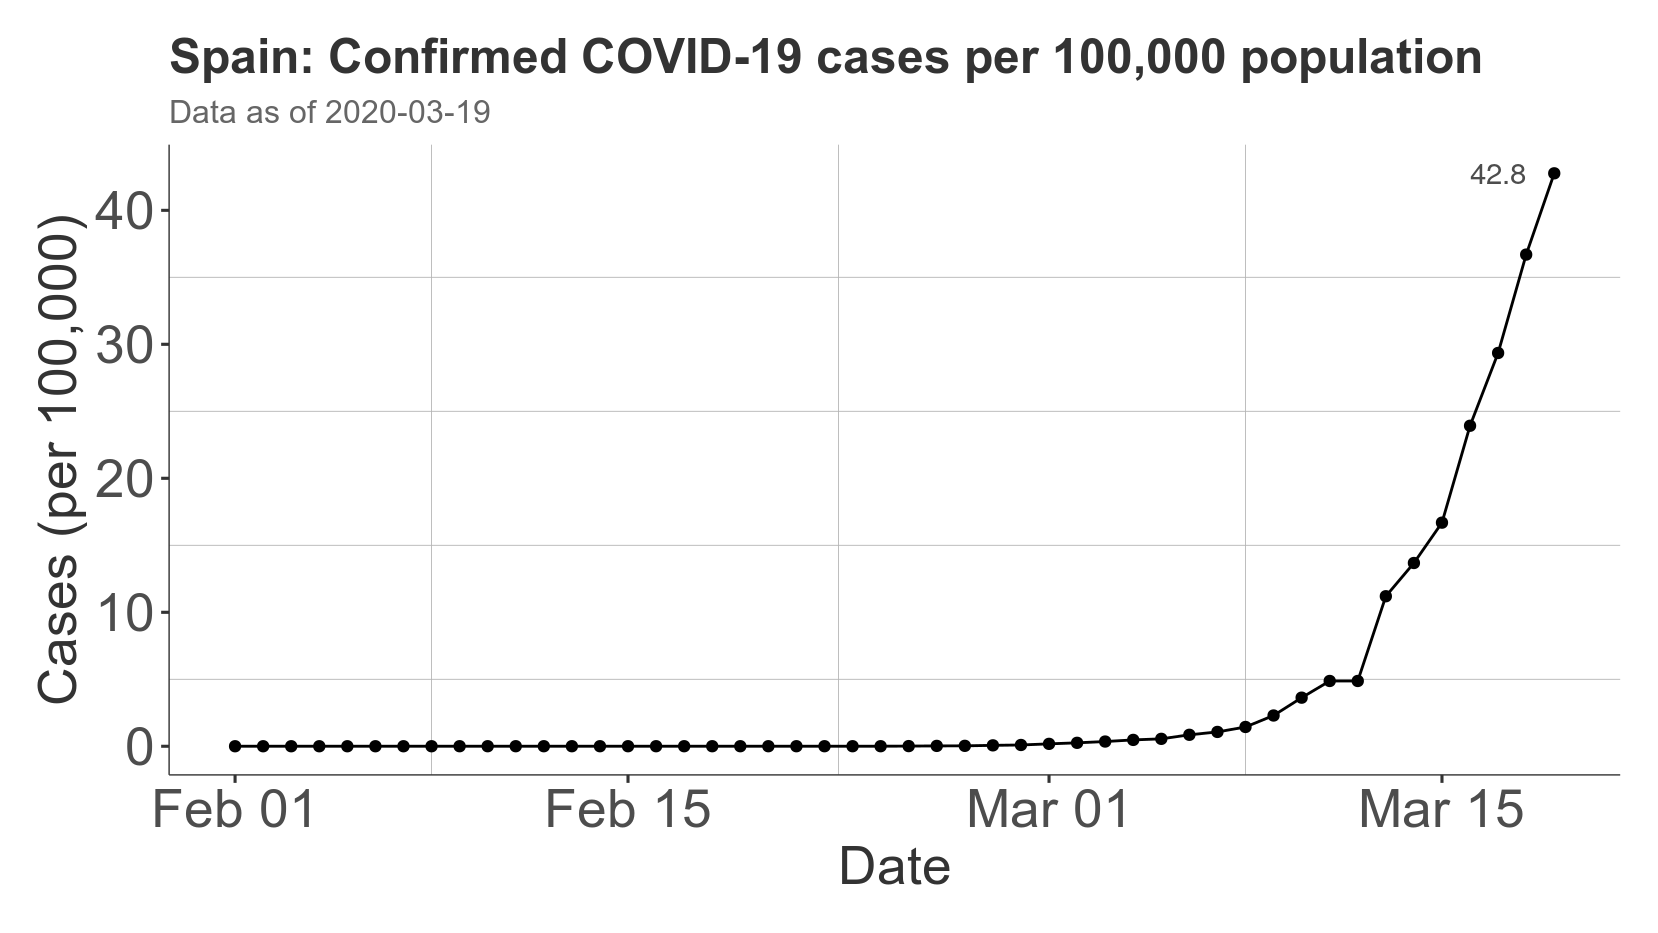 Spain: Confirmed COVID-19 cases per 100,000 population
Data as of 2020-03-19
42.8
Cases (per 100,000)
40
30
20
10
0
Feb 01
Feb 15
Mar 01
Mar 15
Date